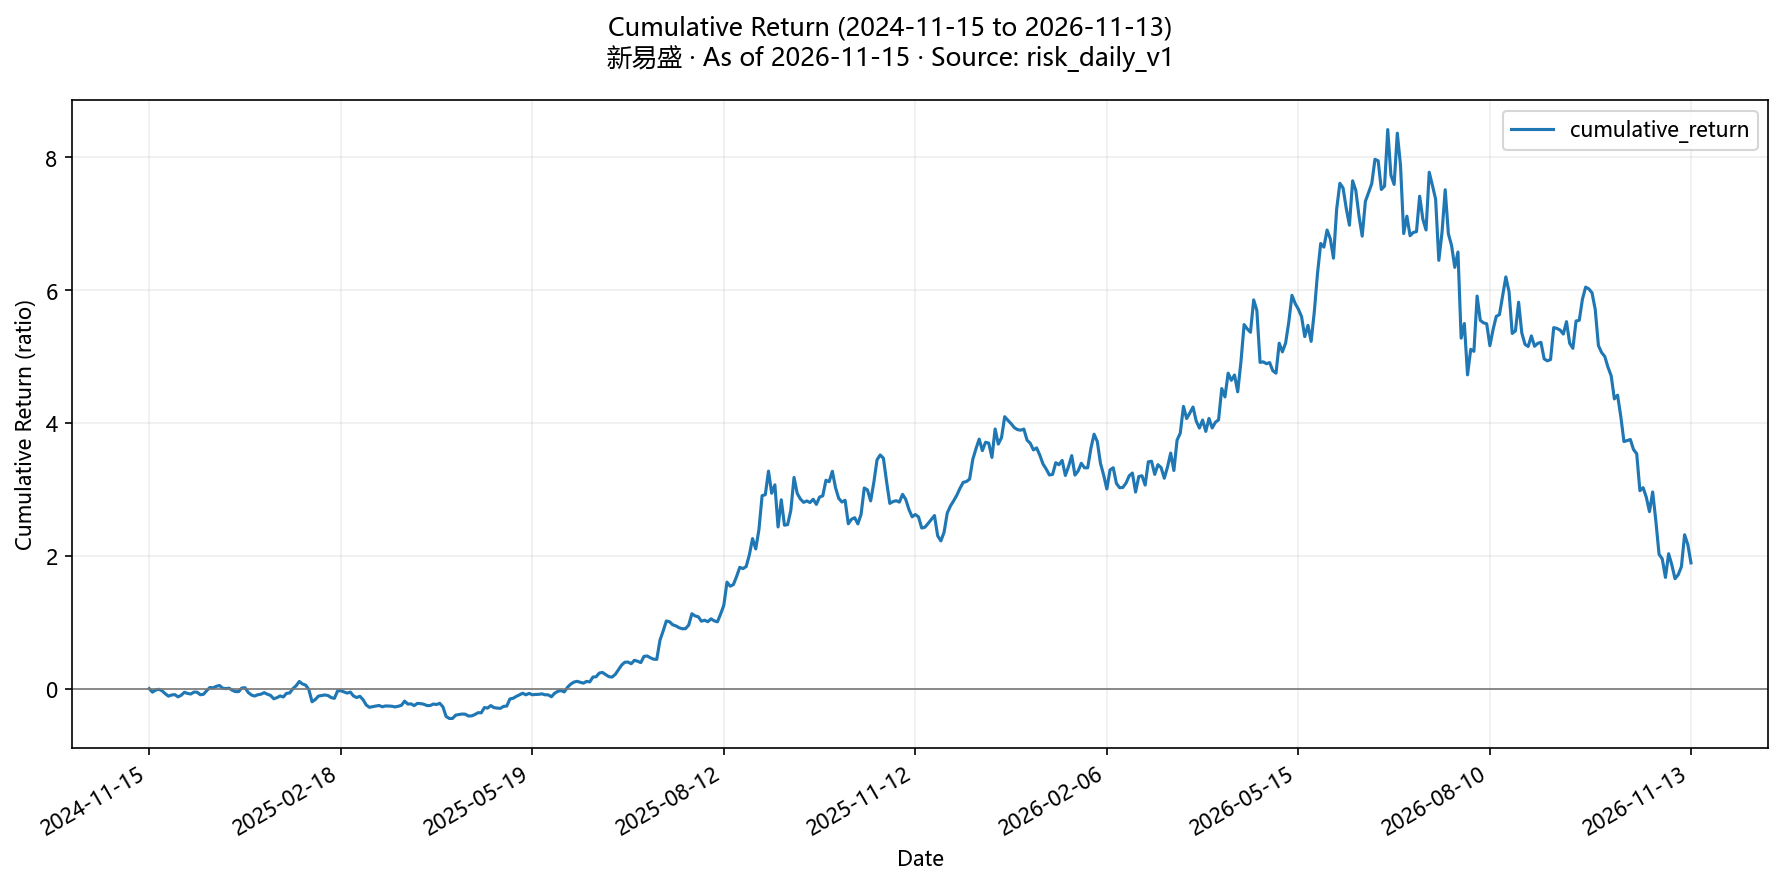 Cumulative Return (2024-11-15 to 2026-11-13)
新易盛 · As of 2026-11-15 · Source: risk_daily_v1
cumulative_return
Cumulative Return (ratio)
8
6
4
2
0
2024-11-15
2025-02-18
2025-05-19
2025-08-12
2025-11-12
2026-02-06
2026-05-15
2026-08-10
2026-11-13
Date